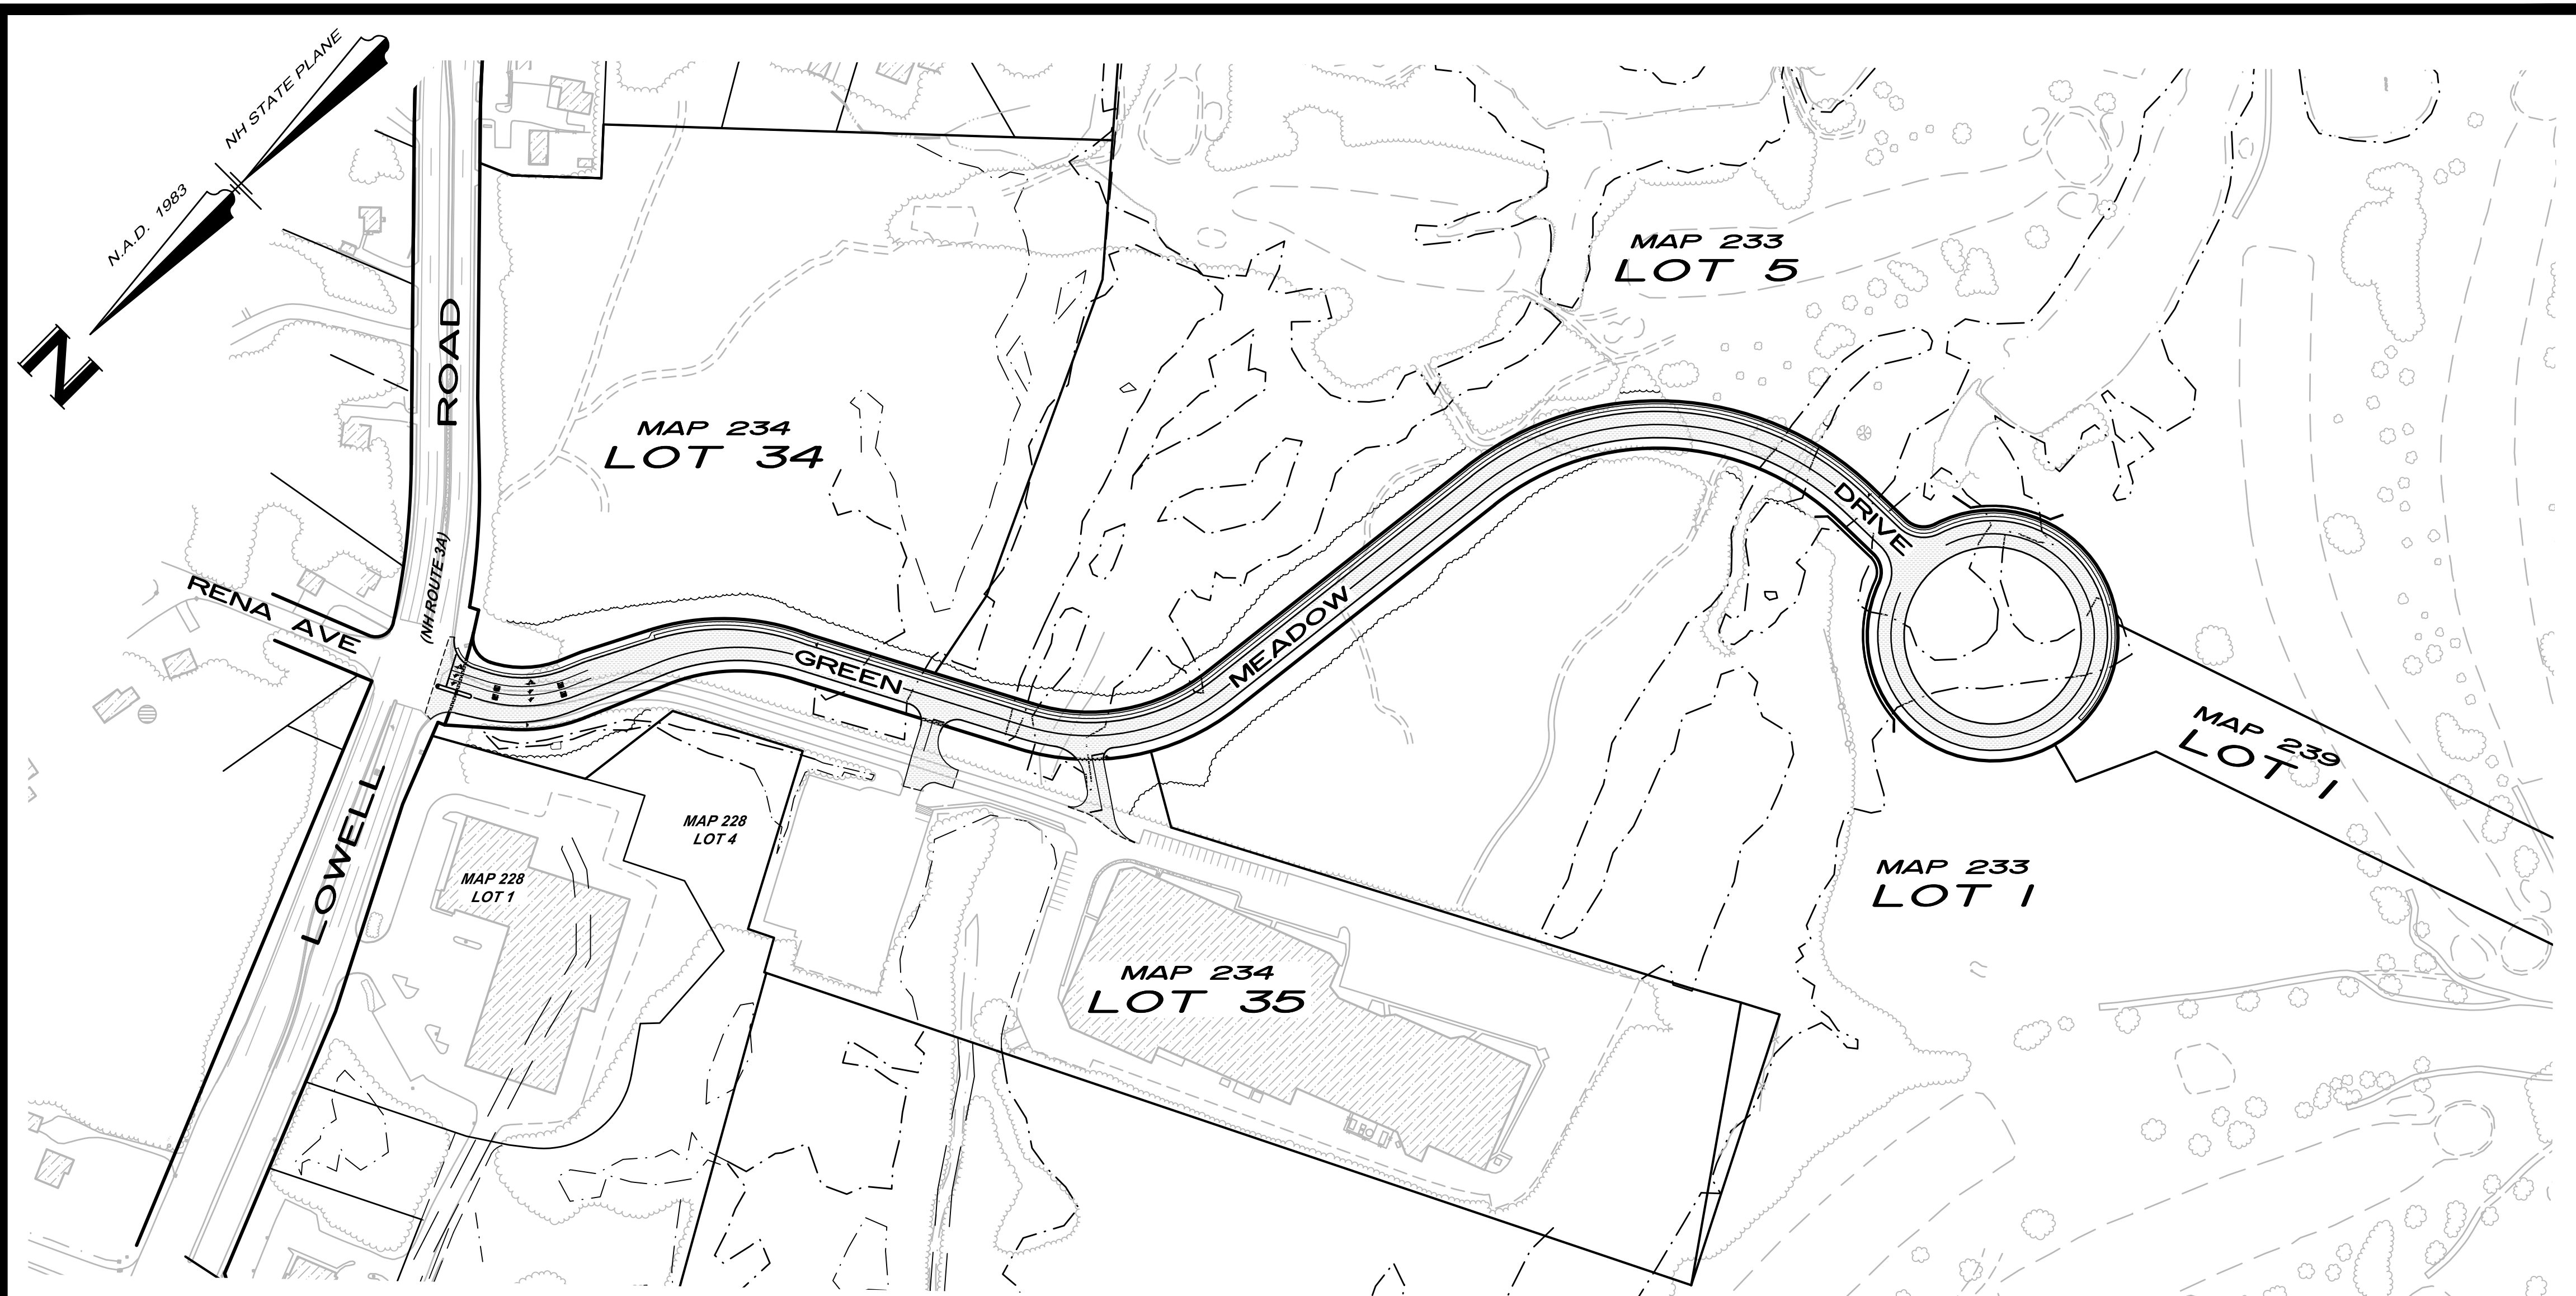 NH STATE PLANE
N.A.D. 1983
N
ROAD
(NH ROUTE 3A)
RENA AVE
LOWELL
MAP 234
LOT 34
MAP 233
LOT 5
GREEN
MEADOW
DRIVE
MAP 228
LOT 4
MAP 228
LOT 1
MAP 234
LOT 35
MAP 233
LOT 1
MAP 239
LOT 1